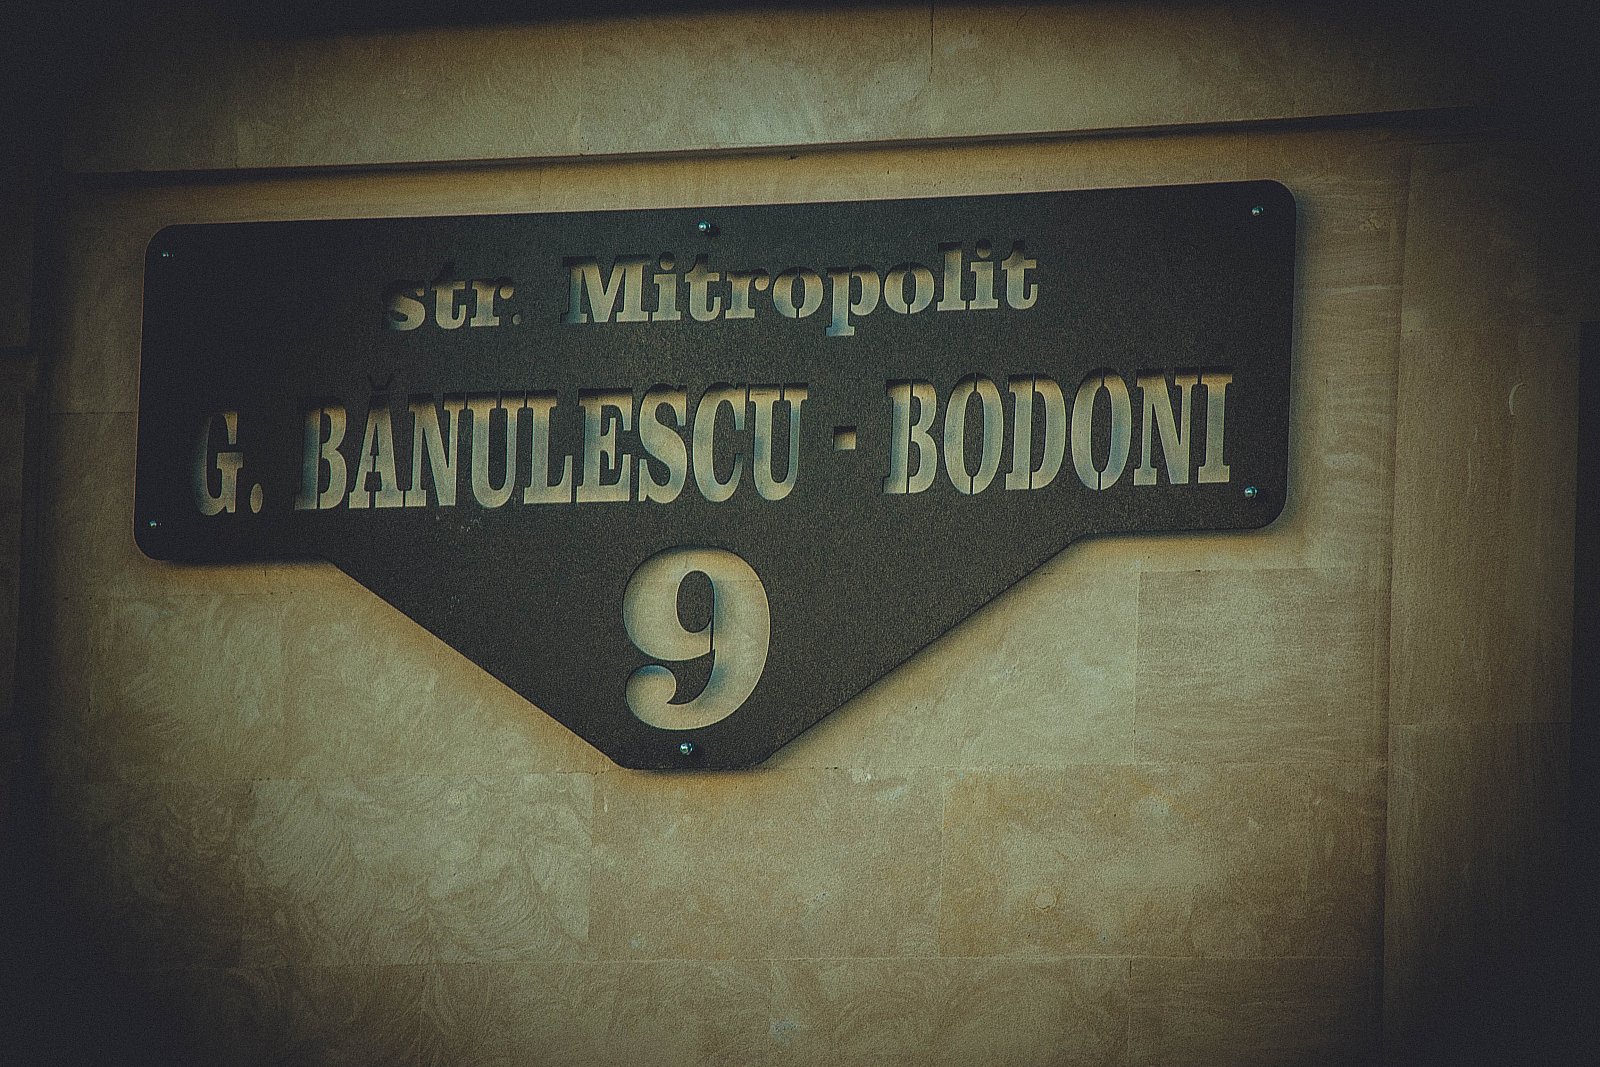 str. Mitropolit
G. BĂNULESCU - BODONI
9